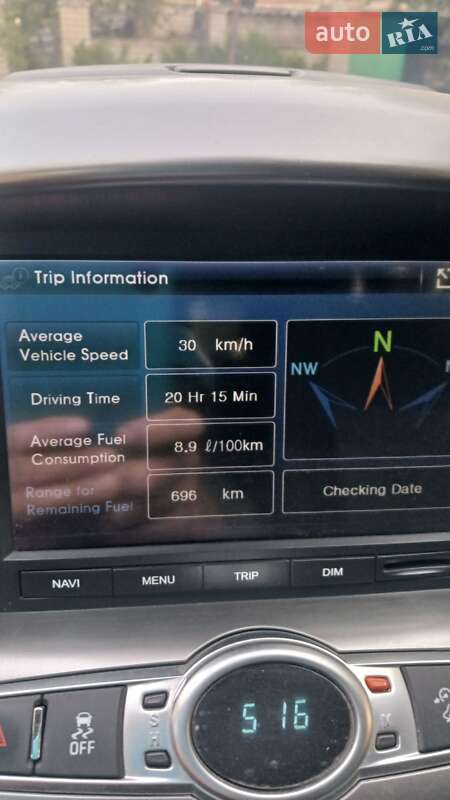 auto RIA .com
Trip Information
Average
Vehicle Speed
30 km/h
N
NW
Driving Time
20 Hr 15 Min
Average Fuel
Consumption
8.9 ℓ/100km
Range for
Remaining Fuel
696 km
Checking Date
NAVI MENU TRIP DIM
5 16
S
H
M
OFF